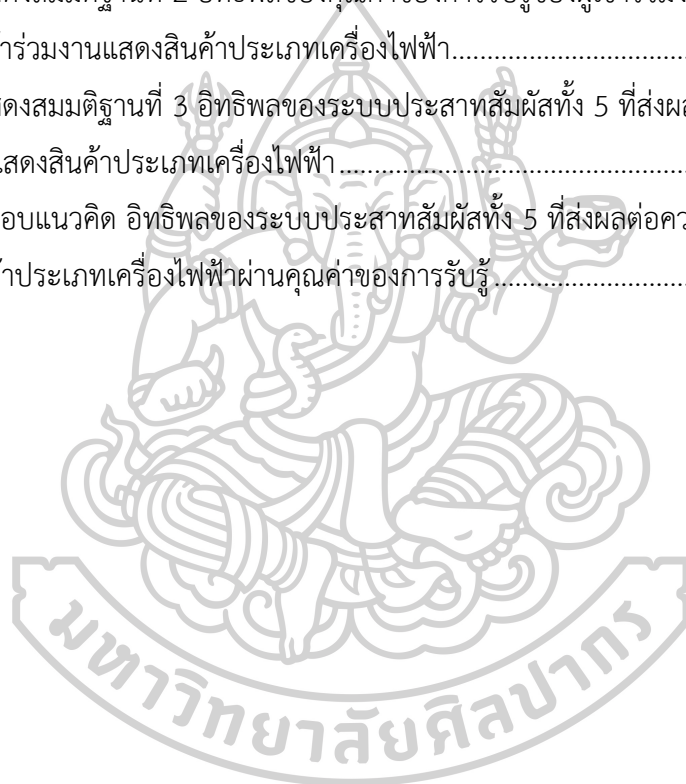 สมมติฐานที่ 2 อิทธิพลของคุณค่าของการรับรู้ของผู้เข้าร่วมง
ร่วมงานแสดงสินค้าประเภทเครื่องไฟฟ้า
สดงสมมติฐานที่ 3 อิทธิพลของระบบประสาทสัมผัสทั้ง 5 ที่ส่งผล
แสดงสินค้าประเภทเครื่องไฟฟ้า
อบแนวคิด อิทธิพลของระบบประสาทสัมผัสทั้ง 5 ที่ส่งผลต่อคว
าประเภทเครื่องไฟฟ้าผ่านคุณค่าของการรับรู้
มหาวิทยาลัยศิลปากร